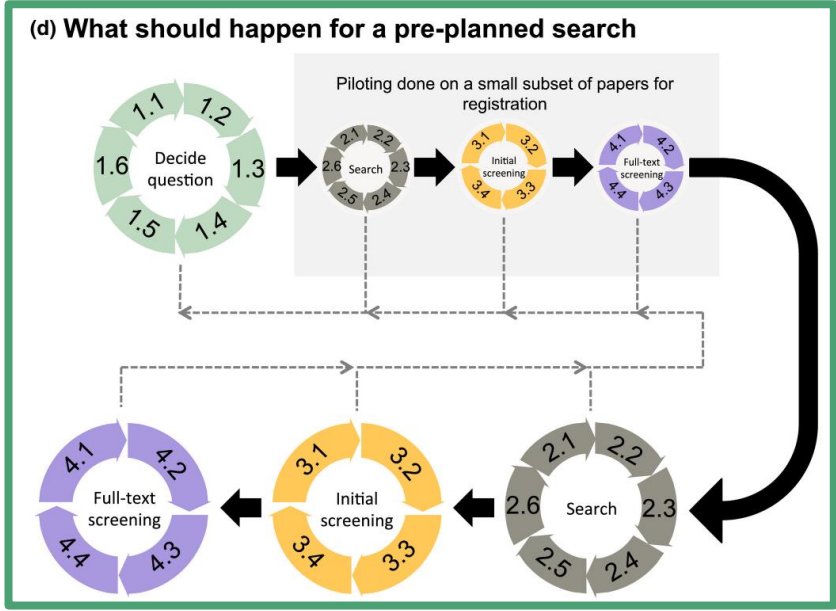 (d) What should happen for a pre-planned search
Piloting done on a small subset of papers for
registration
1.1
1.2
1.3
1.4
1.5
1.6
Decide
question
2.1
2.2
2.3
2.4
2.5
2.6
Search
3.1
3.2
3.3
3.4
Initial
screening
4.1
4.2
4.3
4.4
Full-text
screening
4.1
4.2
4.3
4.4
Full-text
screening
3.1
3.2
3.3
3.4
Initial
screening
2.1
2.2
2.3
2.4
2.5
2.6
Search